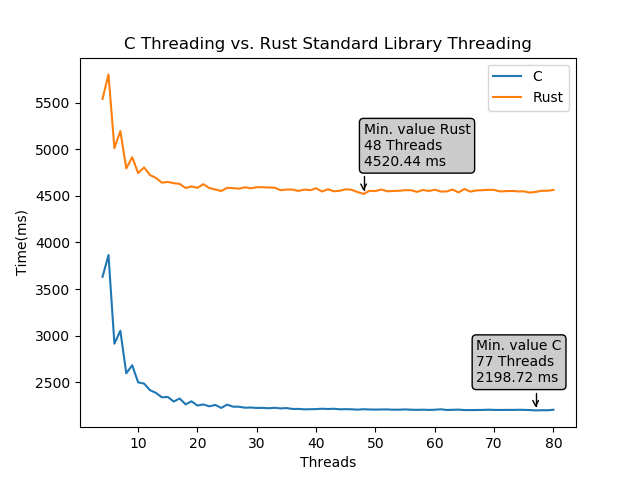 C Threading vs. Rust Standard Library Threading
C
Rust
Min. value Rust
48 Threads
4520.44 ms
Min. value C
77 Threads
2198.72 ms
Time(ms)
5500
5000
4500
4000
3500
3000
2500
10 20 30 40 50 60 70 80
Threads